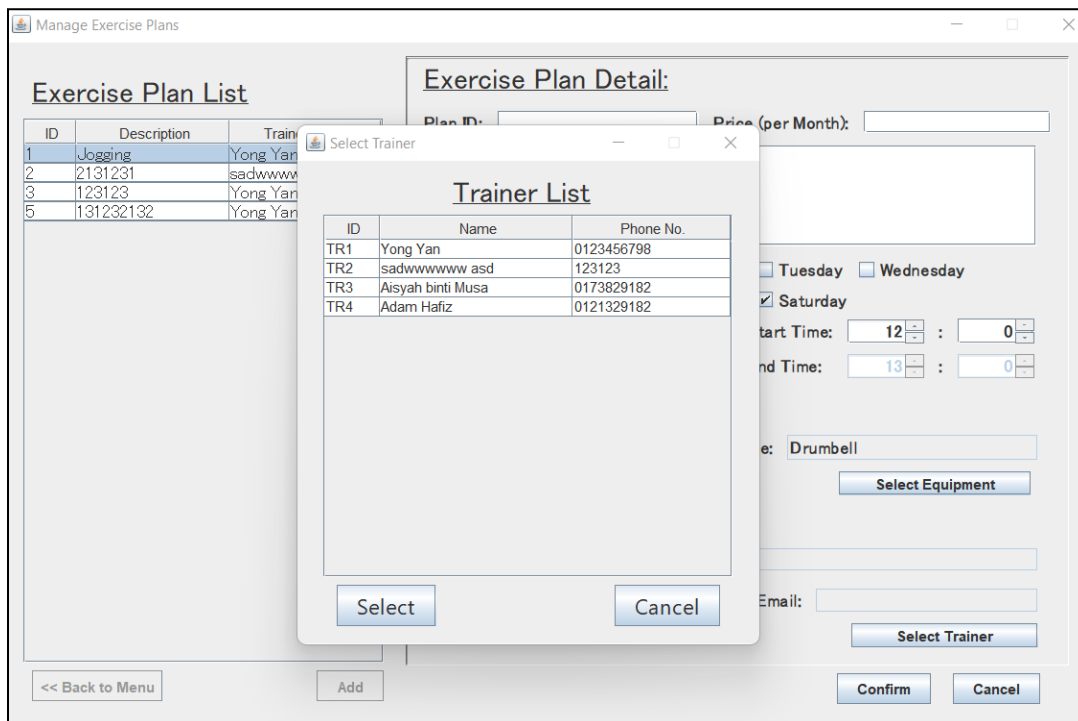 Manage Exercise Plans
Exercise Plan List
ID Description
1 Jogging Yong Yan
2 2131231 sadwwww
3 123123 Yong Yan
5 131232132 Yong Yan
<< Back to Menu Add
Exercise Plan Detail:
Plan ID: Price (per Month):
Tuesday Wednesday
Saturday
Time: 12 : 0
Time: 13 : 0
Drumbell
Select Equipment
Email:
Select Trainer
Confirm Cancel
Select Trainer
Trainer List
ID Name Phone No.
TR1 Yong Yan 0123456798
TR2 sadwwwwww asd 123123
TR3 Aisyah binti Musa 0173829182
TR4 Adam Hafiz 0121329182
Select Cancel